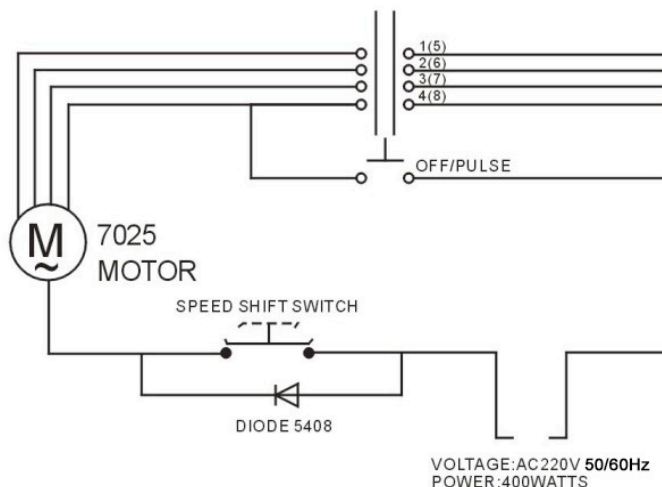 1(5)
2(6)
3(7)
4(8)
OFF/PULSE
M
~
7025
MOTOR
SPEED SHIFT SWITCH
DIODE 5408
VOLTAGE:AC220V 50/60Hz
POWER:400WATTS